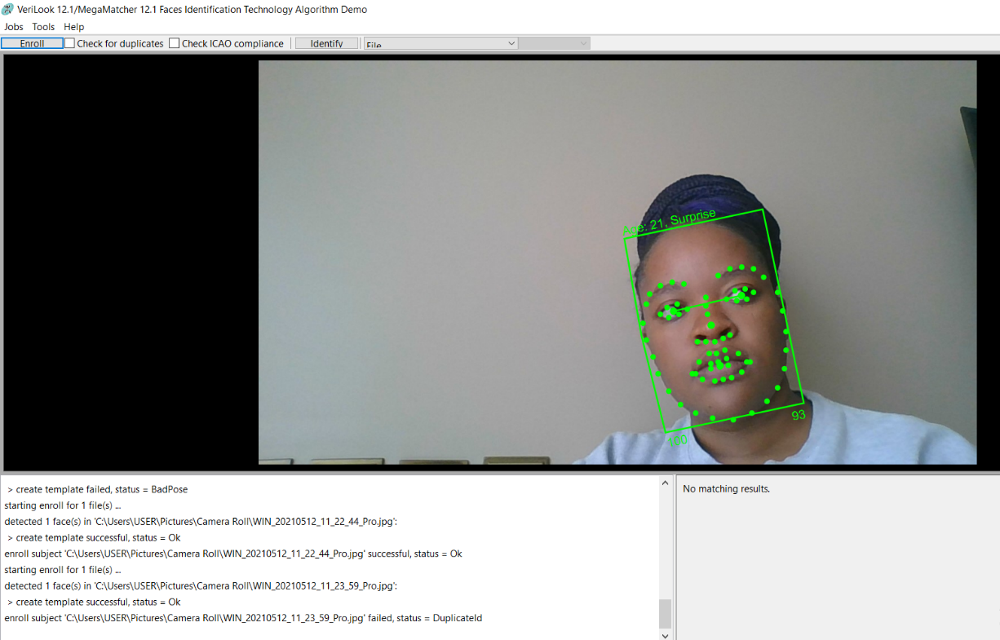 VeriLook 12.1/MegaMatcher 12.1 Faces Identification Technology Algorithm Demo
Jobs Tools Help
Enroll Check for duplicates Check ICAO compliance Identify File
Age: 21, Surprise
93
100
> create template failed, status = BadPose
starting enroll for 1 file(s) ...
detected 1 face(s) in 'C:\Users\USER\Pictures\Camera Roll\WIN_20210512_11_22_44_Pro.jpg':
> create template successful, status = Ok
enroll subject 'C:\Users\USER\Pictures\Camera Roll\WIN_20210512_11_22_44_Pro.jpg' successful, status = Ok
starting enroll for 1 file(s) ...
detected 1 face(s) in 'C:\Users\USER\Pictures\Camera Roll\WIN_20210512_11_23_59_Pro.jpg':
> create template successful, status = Ok
enroll subject 'C:\Users\USER\Pictures\Camera Roll\WIN_20210512_11_23_59_Pro.jpg' failed, status = DuplicateId
No matching results.